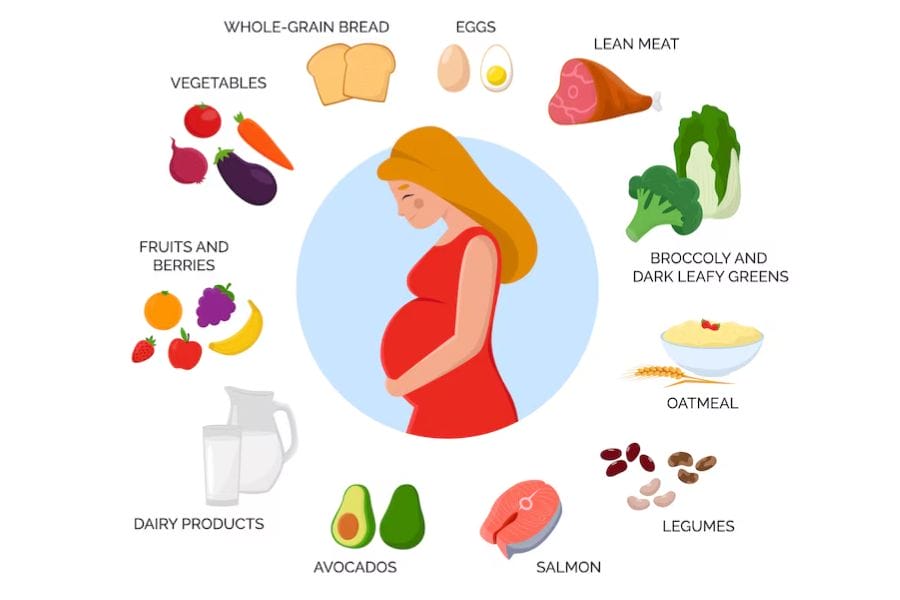 WHOLE-GRAIN BREAD
EGGS
LEAN MEAT
VEGETABLES
FRUITS AND
BERRIES
BROCCOLY AND
DARK LEAFY GREENS
OATMEAL
DAIRY PRODUCTS
LEGUMES
AVOCADOS
SALMON